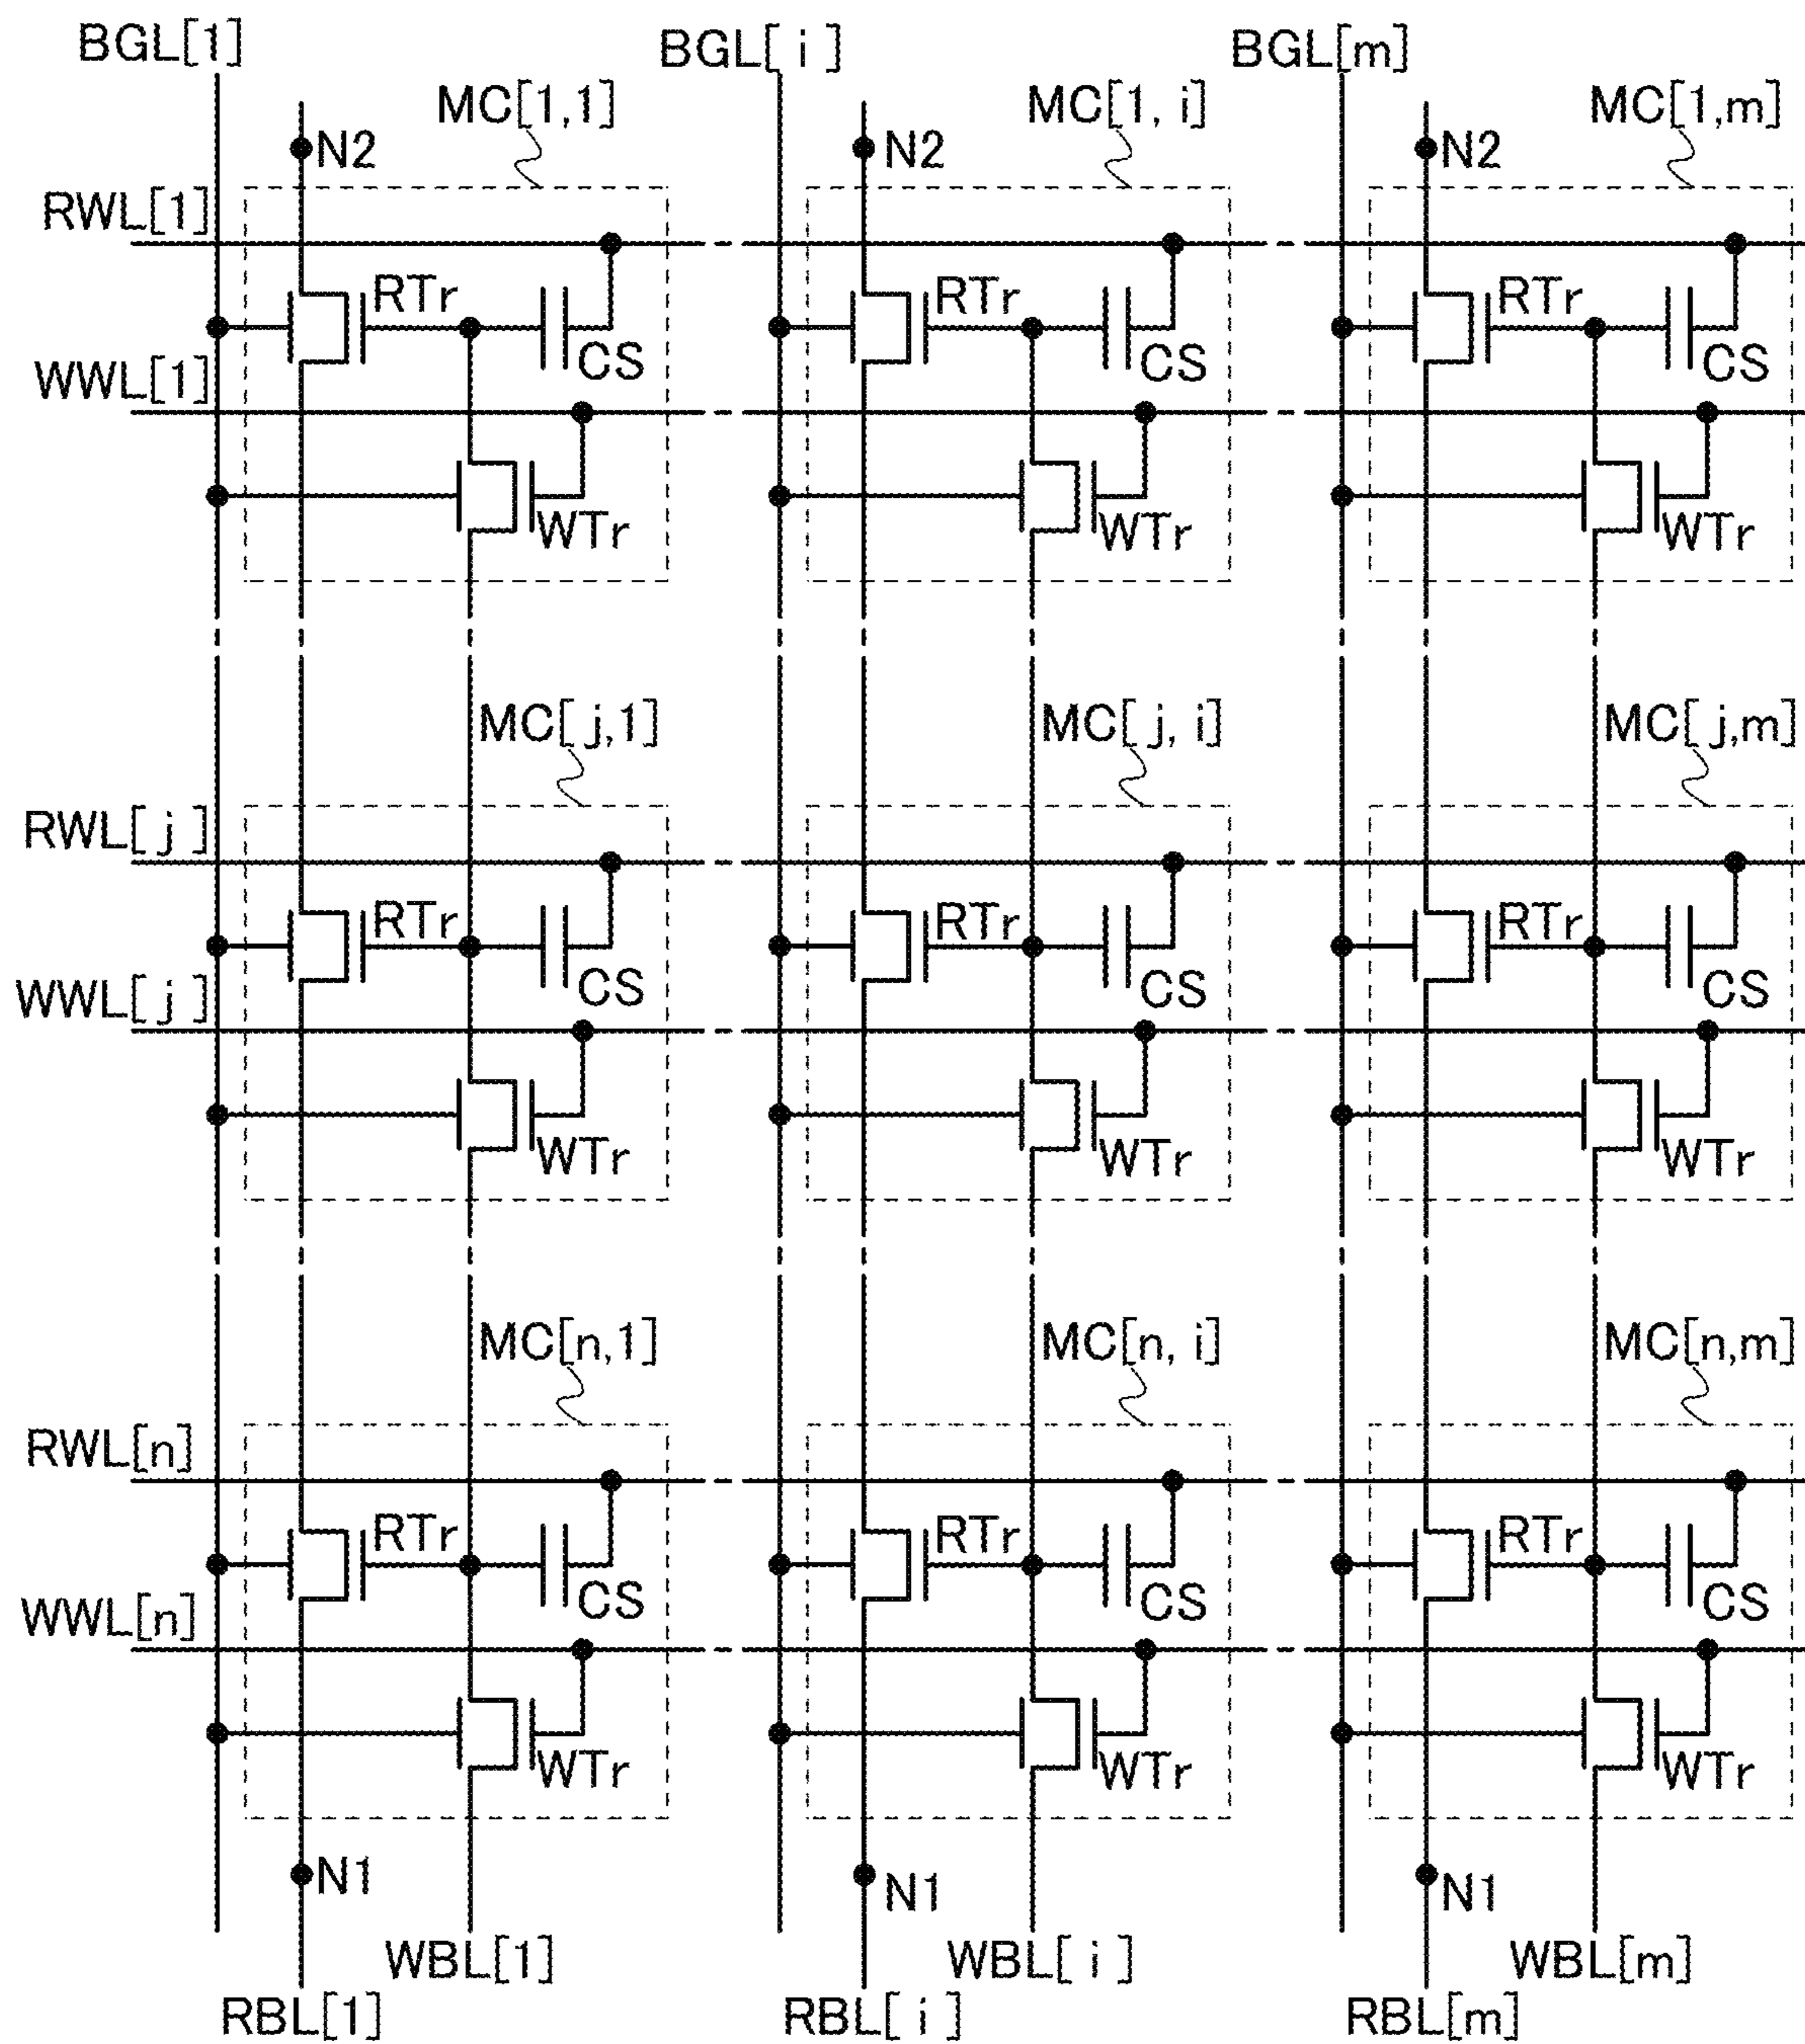 BGL[1] BGL[ i ] BGL[m]
MC[1,1] MC[1, i] MC[1,m]
N2 N2 N2
RWL[1]
RTr RTr RTr
CS CS CS
WWL[1]
WTr WTr WTr
MC[ j,1] MC[ j, i] MC[ j,m]
RWL[ j ]
RTr RTr RTr
CS CS CS
WWL[ j ]
WTr WTr WTr
MC[n,1] MC[n, i] MC[n,m]
RWL[n]
RTr RTr RTr
CS CS CS
WWL[n]
WTr WTr WTr
N1 N1 N1
WBL[1] WBL[ i ] WBL[m]
RBL[1] RBL[ i ] RBL[m]